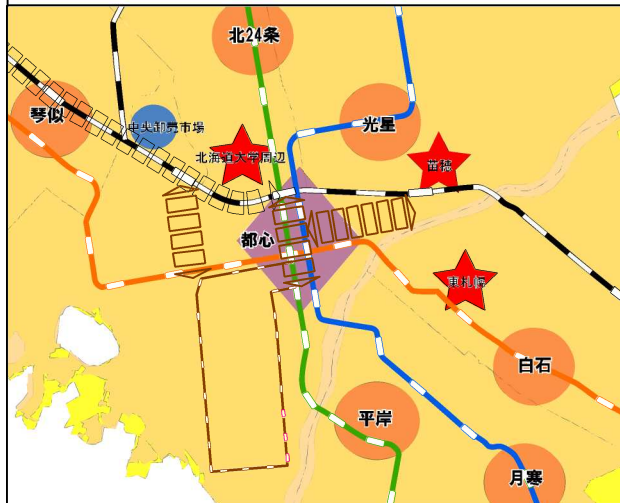 北24条
琴似
中央卸売市場
光星
北海道大学周辺
苗穂
都心
東札幌
白石
平岸
月寒